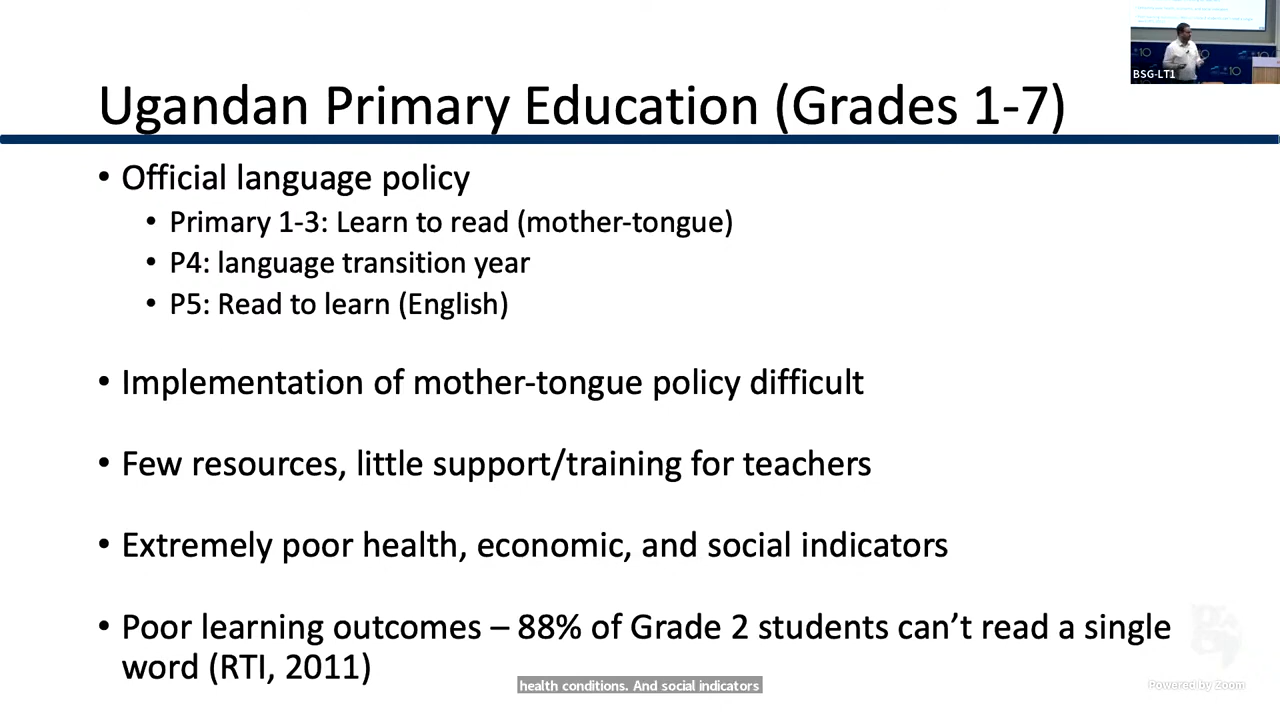 BSG-LT1
Ugandan Primary Education (Grades 1-7)
• Official language policy
• Primary 1-3: Learn to read (mother-tongue)
• P4: language transition year
• P5: Read to learn (English)
• Implementation of mother-tongue policy difficult
• Few resources, little support/training for teachers
• Extremely poor health, economic, and social indicators
• Poor learning outcomes – 88% of Grade 2 students can’t read a single
word (RTI, 2011)
health conditions. And social indicators
Powered by Zoom